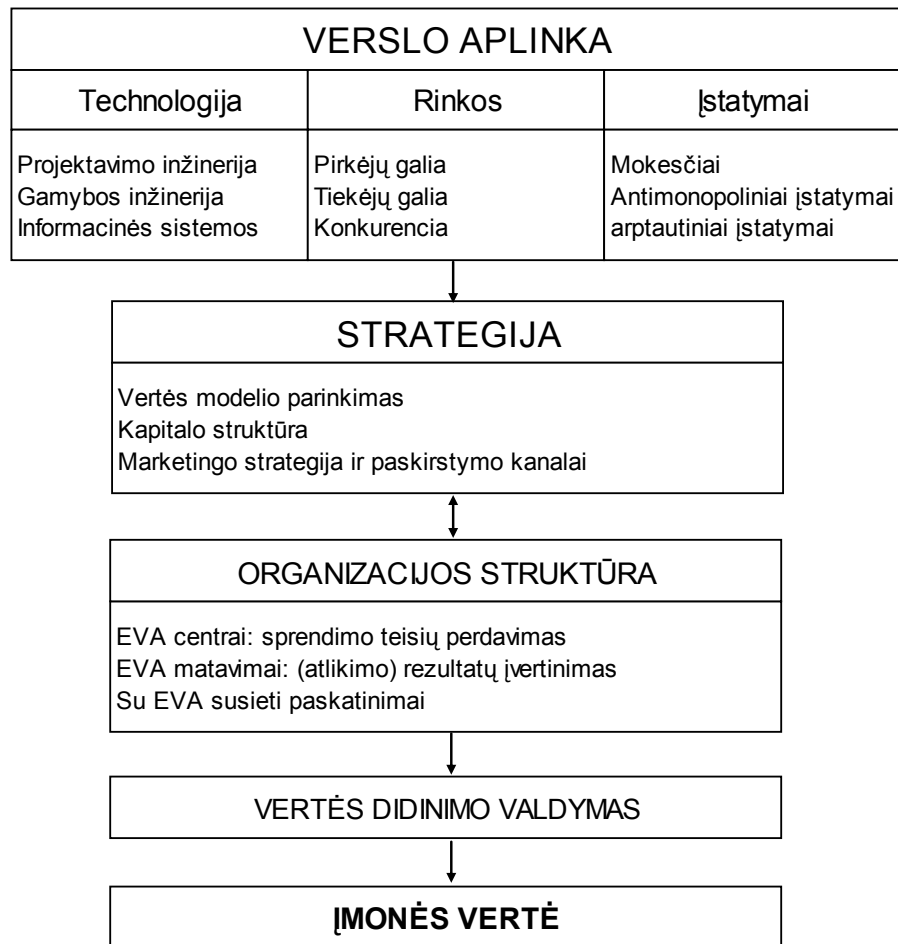 VERSLO APLINKA
Technologija
Projektavimo inžinerija
Gamybos inžinerija
Informacinės sistemos
Rinkos
Pirkėjų galia
Tiekėjų galia
Konkurencia
Įstatymai
Mokesčiai
Antimonopoliniai įstatymai
arptautiniai įstatymai
STRATEGIJA
Vertės modelio parinkimas
Kapitalo struktūra
Marketingo strategija ir paskirstymo kanalai
ORGANIZACIJOS STRUKTŪRA
EVA centrai: sprendimo teisių perdavimas
EVA matavimai: (atlikimo) rezultatų įvertinimas
Su EVA susieti paskatinimai
VERTĖS DIDINIMO VALDYMAS
ĮMONĖS VERTĖ